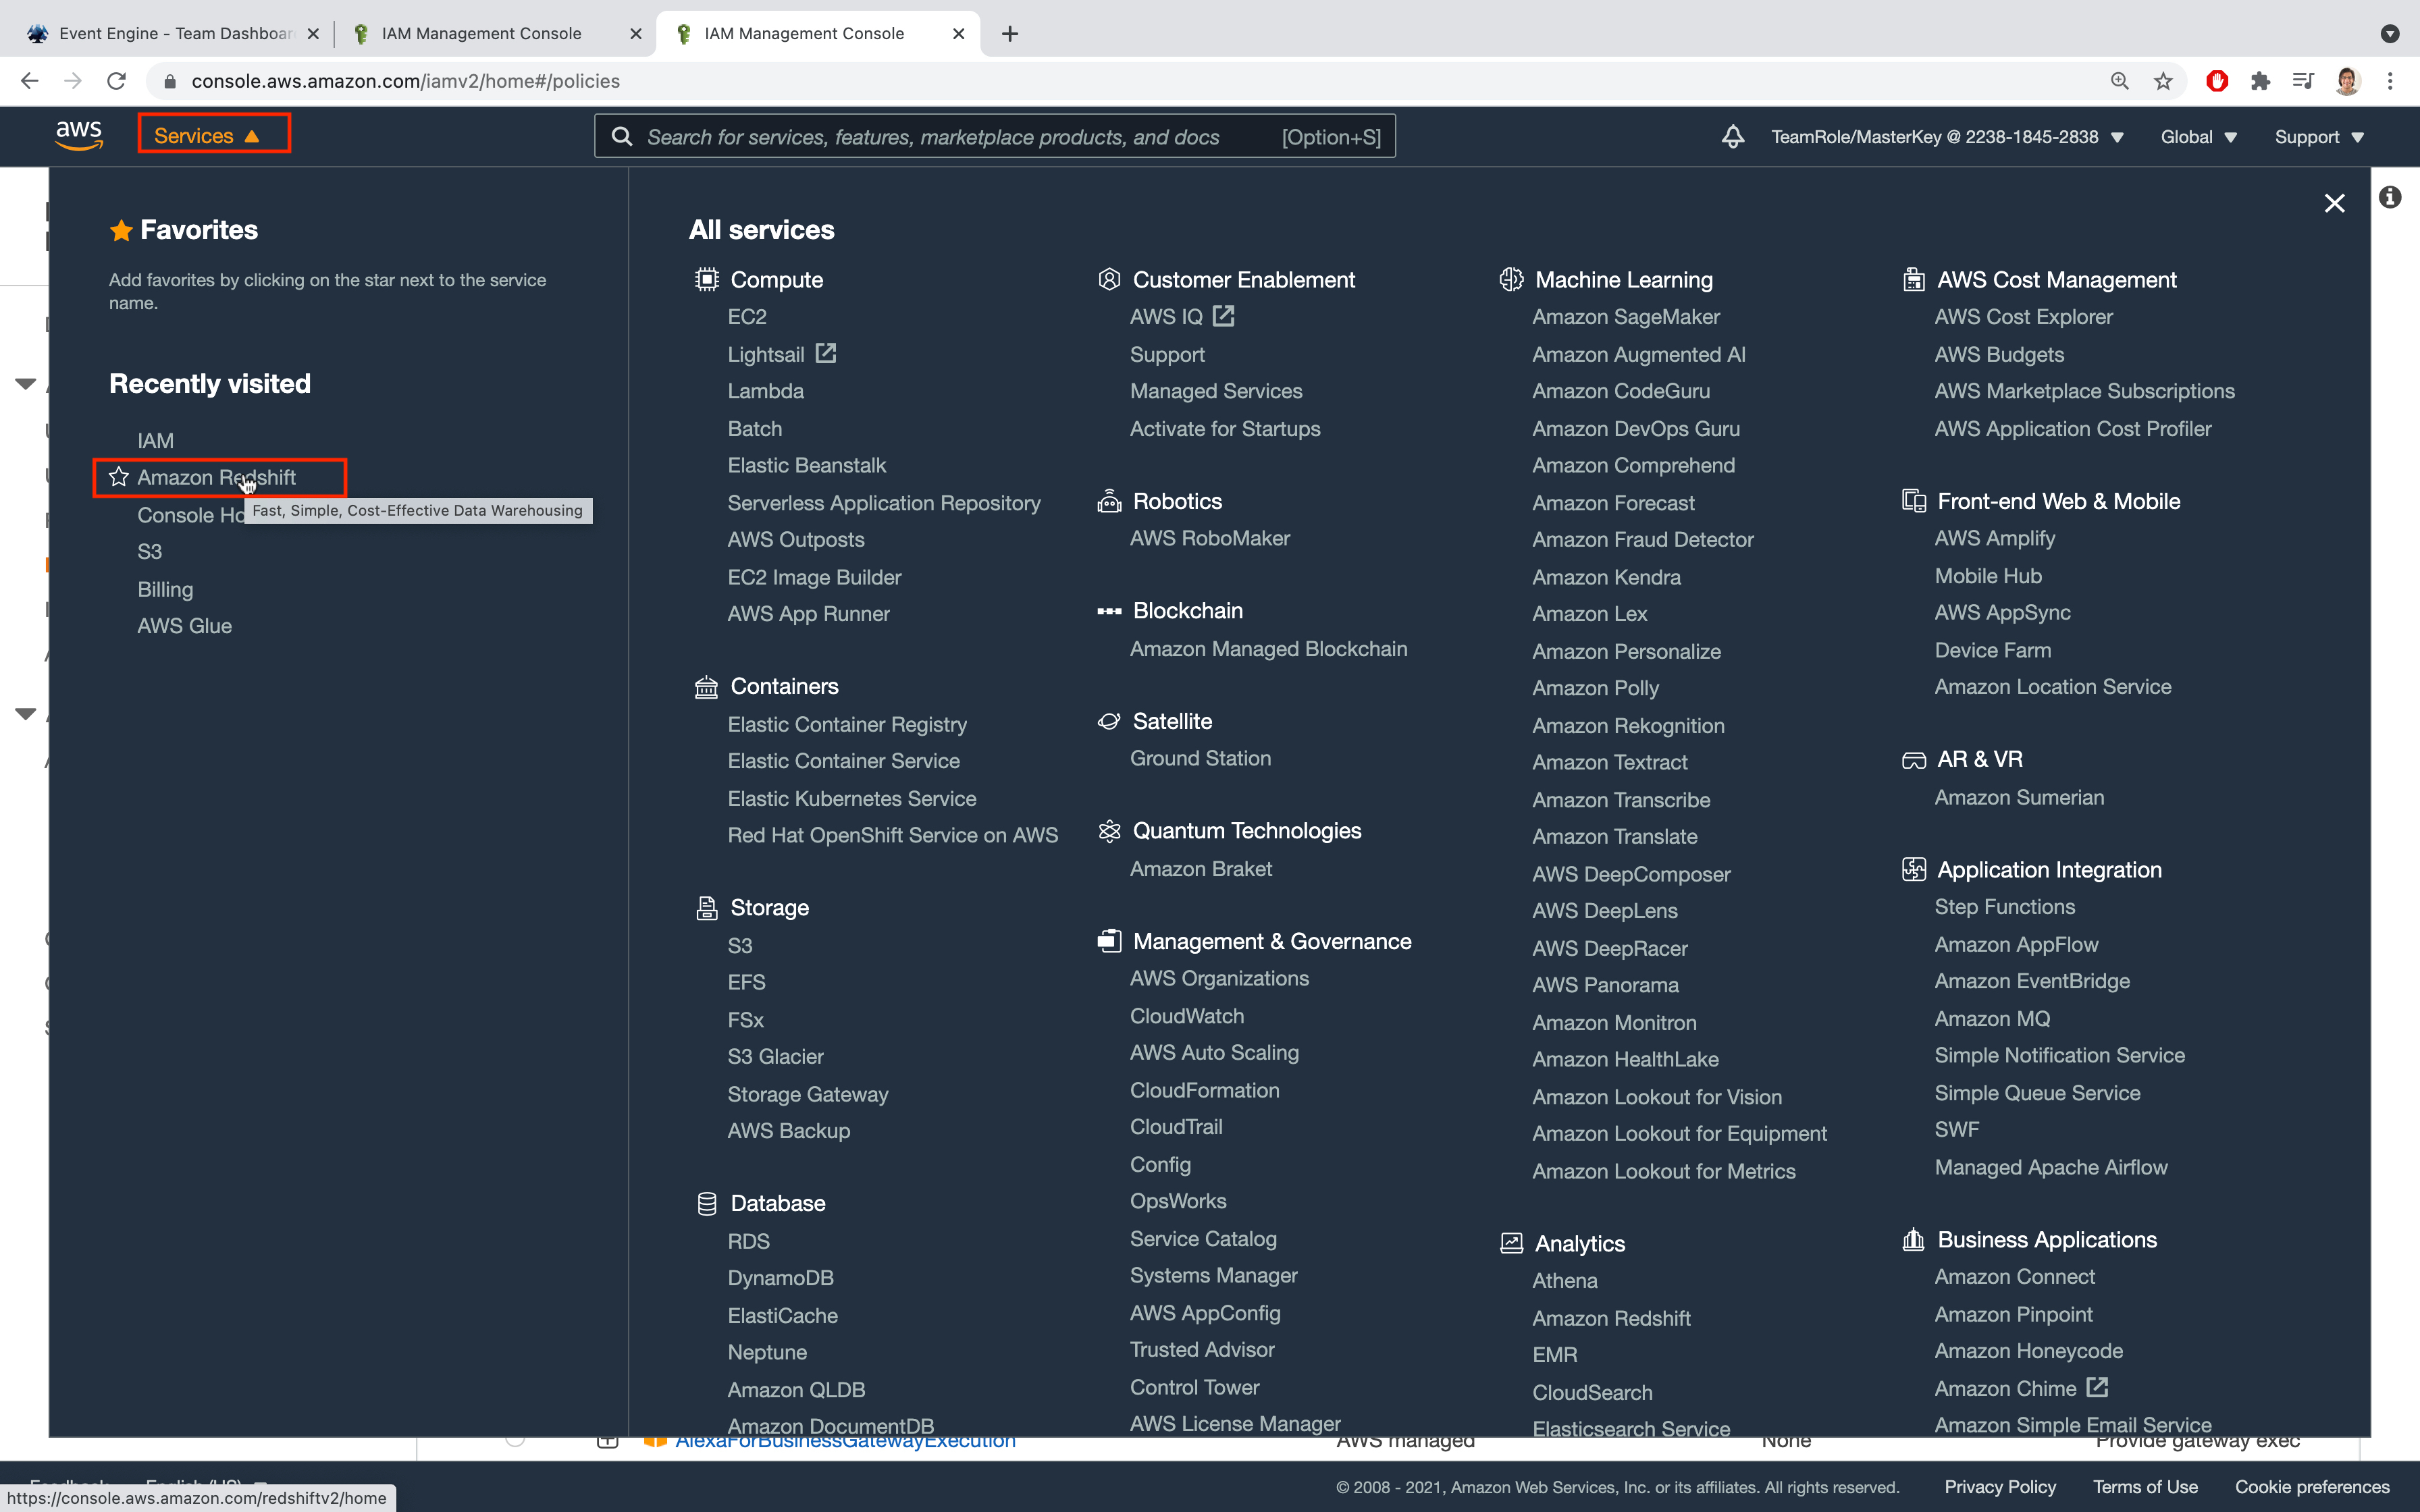 Event Engine - Team Dashboar
IAM Management Console
IAM Management Console
console.aws.amazon.com/iamv2/home#/policies
aws
Services
Search for services, features, marketplace products, and docs [Option+S]
TeamRole/MasterKey @ 2238-1845-2838
Global
Support
Favorites
Add favorites by clicking on the star next to the service
name.
Recently visited
IAM
Amazon Redshift
Fast, Simple, Cost-Effective Data Warehousing
Console Ho
S3
Billing
AWS Glue
All services
Compute
EC2
Lightsail
Lambda
Batch
Elastic Beanstalk
Serverless Application Repository
AWS Outposts
EC2 Image Builder
AWS App Runner
Containers
Elastic Container Registry
Elastic Container Service
Elastic Kubernetes Service
Red Hat OpenShift Service on AWS
Storage
S3
EFS
FSx
S3 Glacier
Storage Gateway
AWS Backup
Database
RDS
DynamoDB
ElastiCache
Neptune
Amazon QLDB
Amazon DocumentDB
Customer Enablement
AWS IQ
Support
Managed Services
Activate for Startups
Robotics
AWS RoboMaker
Blockchain
Amazon Managed Blockchain
Satellite
Ground Station
Quantum Technologies
Amazon Braket
Management & Governance
AWS Organizations
CloudWatch
AWS Auto Scaling
CloudFormation
CloudTrail
Config
OpsWorks
Service Catalog
Systems Manager
AWS AppConfig
Trusted Advisor
Control Tower
AWS License Manager
Machine Learning
Amazon SageMaker
Amazon Augmented AI
Amazon CodeGuru
Amazon DevOps Guru
Amazon Comprehend
Amazon Forecast
Amazon Fraud Detector
Amazon Kendra
Amazon Lex
Amazon Personalize
Amazon Polly
Amazon Rekognition
Amazon Textract
Amazon Transcribe
Amazon Translate
AWS DeepComposer
AWS DeepLens
AWS DeepRacer
AWS Panorama
Amazon Monitron
Amazon HealthLake
Amazon Lookout for Vision
Amazon Lookout for Equipment
Amazon Lookout for Metrics
Analytics
Athena
Amazon Redshift
EMR
CloudSearch
Elasticsearch Service
AWS Cost Management
AWS Cost Explorer
AWS Budgets
AWS Marketplace Subscriptions
AWS Application Cost Profiler
Front-end Web & Mobile
AWS Amplify
Mobile Hub
AWS AppSync
Device Farm
Amazon Location Service
AR & VR
Amazon Sumerian
Application Integration
Step Functions
Amazon AppFlow
Amazon EventBridge
Amazon MQ
Simple Notification Service
Simple Queue Service
SWF
Managed Apache Airflow
Business Applications
Amazon Connect
Amazon Pinpoint
Amazon Honeycode
Amazon Chime
Amazon Simple Email Service
AlexaForBusinessGatewayExecution AWS managed None Provide gateway exec
Feedback English (US)
© 2008 - 2021, Amazon Web Services, Inc. or its affiliates. All rights reserved. Privacy Policy Terms of Use Cookie preferences
https://console.aws.amazon.com/redshiftv2/home